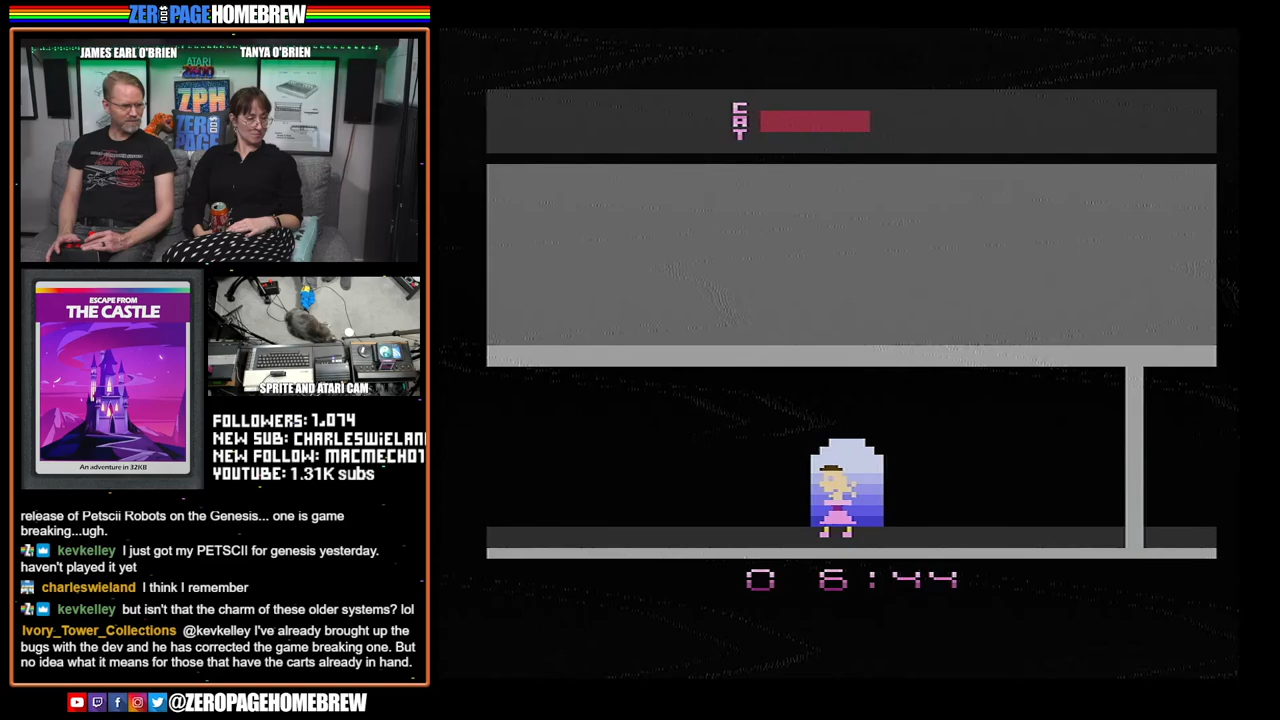 ZEROPAGE HOMEBREW
JAMES EARL O'BRIEN
TANYA O'BRIEN
ATARI
ZPH
ZERO
PAGE
CAT
ESCAPE FROM
THE CASTLE
An adventure in 32KB
SPRITE AND ATARI CAM
FOLLOWERS: 1,074
NEW SUB: CHARLESWIELAN
NEW FOLLOW: MACMECHOT
YOUTUBE: 1.31K subs
release of Petscii Robots on the Genesis... one is game
breaking...ugh.
kevkelley I just got my PETSCII for genesis yesterday.
haven't played it yet
charleswieland I think I remember
kevkelley but isn't that the charm of these older systems? lol
Ivory_Tower_Collections @kevkelley I've already brought up the
bugs with the dev and he has corrected the game breaking one. But
no idea what it means for those that have the carts already in hand.
0 6:44
@ZEROPAGEHOMEBREW